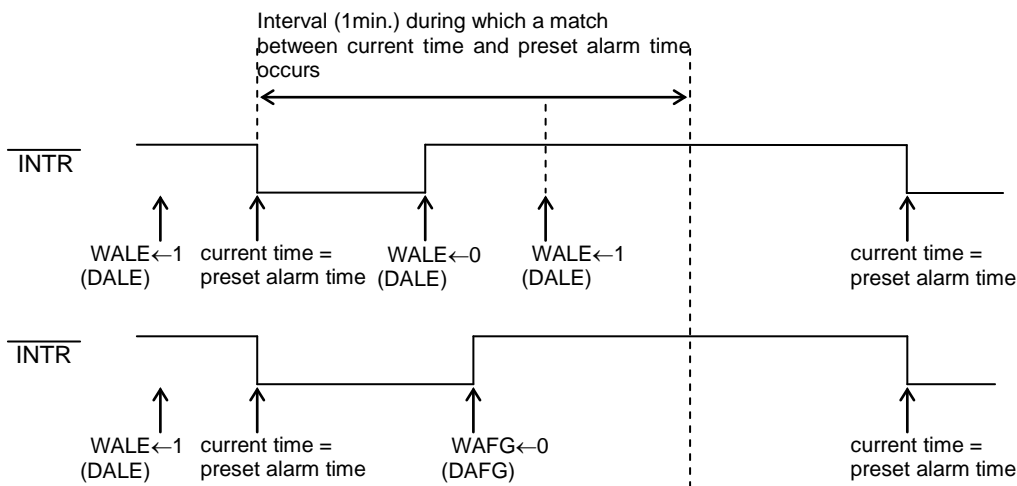 Interval (1min.) during which a match
between current time and preset alarm time
occurs
INTR
WALE←1 current time = WALE←0 WALE←1 current time =
(DALE) preset alarm time (DALE) (DALE) preset alarm time
INTR
WALE←1 current time = WAFG←0 current time =
(DALE) preset alarm time (DAFG) preset alarm time